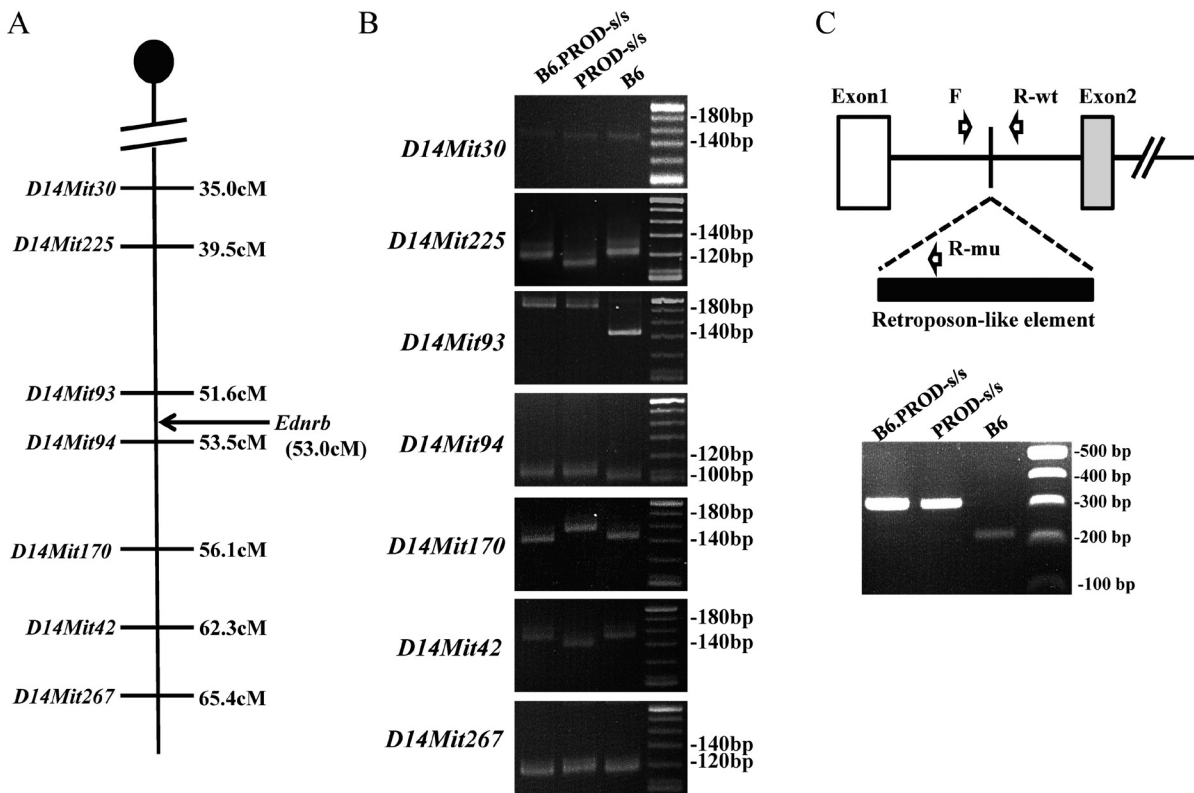 A
D14Mit30 35.0cM
D14Mit225 39.5cM
D14Mit93 51.6cM
Ednrb
(53.0cM)
D14Mit94 53.5cM
D14Mit170 56.1cM
D14Mit42 62.3cM
D14Mit267 65.4cM
B
B6.PROD-s/s PROD-s/s B6
D14Mit30
-180bp
-140bp
D14Mit225
-140bp
-120bp
D14Mit93
-180bp
-140bp
D14Mit94
-120bp
-100bp
D14Mit170
-180bp
-140bp
D14Mit42
-180bp
-140bp
D14Mit267
-140bp
-120bp
C
Exon1 F R-wt Exon2
R-mu
Retroposon-like element
B6.PROD-s/s PROD-s/s B6
-500 bp
-400 bp
-300 bp
-200 bp
-100 bp